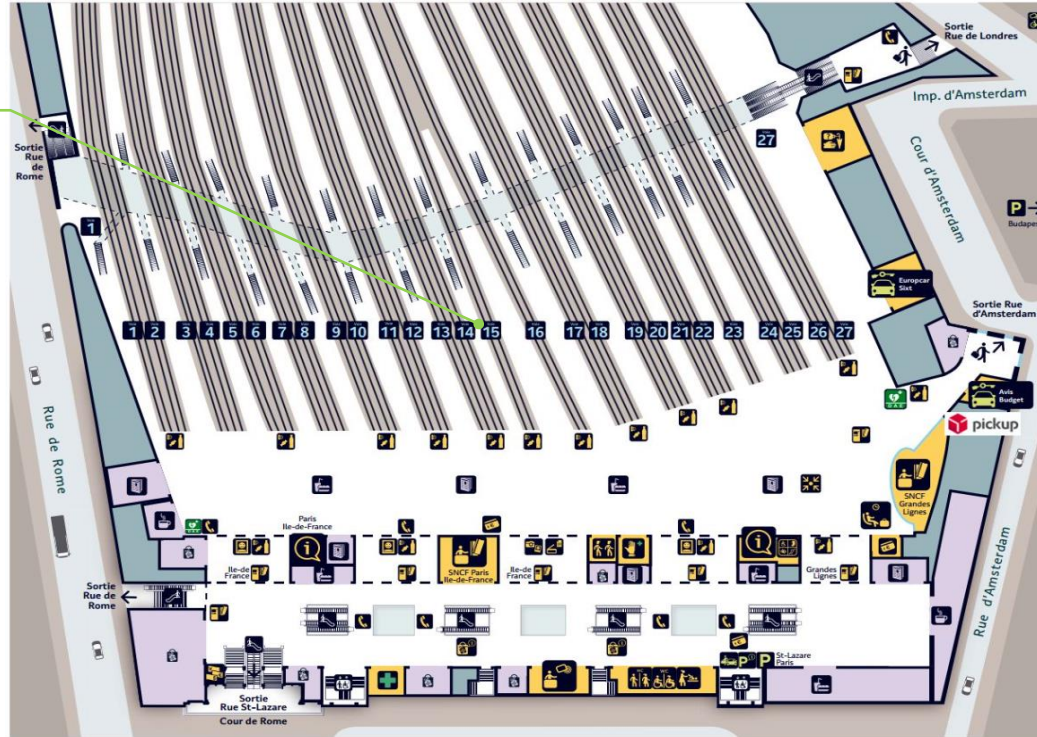 Sortie
Rue de Londres
Imp. d'Amsterdam
Sortie
Rue
de
Rome
27
Cour d'Amsterdam
P
Budapest
1
Europcar
Sixt
Sortie Rue
d'Amsterdam
1 2 3 4 5 6 7 8 9 10 11 12 13 14 15 16 17 18 19 20 21 22 23 24 25 26 27
Avis
Budget
pickup
Rue de Rome
SNCF
Grandes
Lignes
Paris
Ile-de-France
Ile-de
France
SNCF Paris
Ile-de-France
Ile-de
France
Grandes
Lignes
Sortie
Rue de
Rome
Rue d'Amsterdam
St-Lazare
Paris
P
P
Sortie
Rue St-Lazare
Cour de Rome